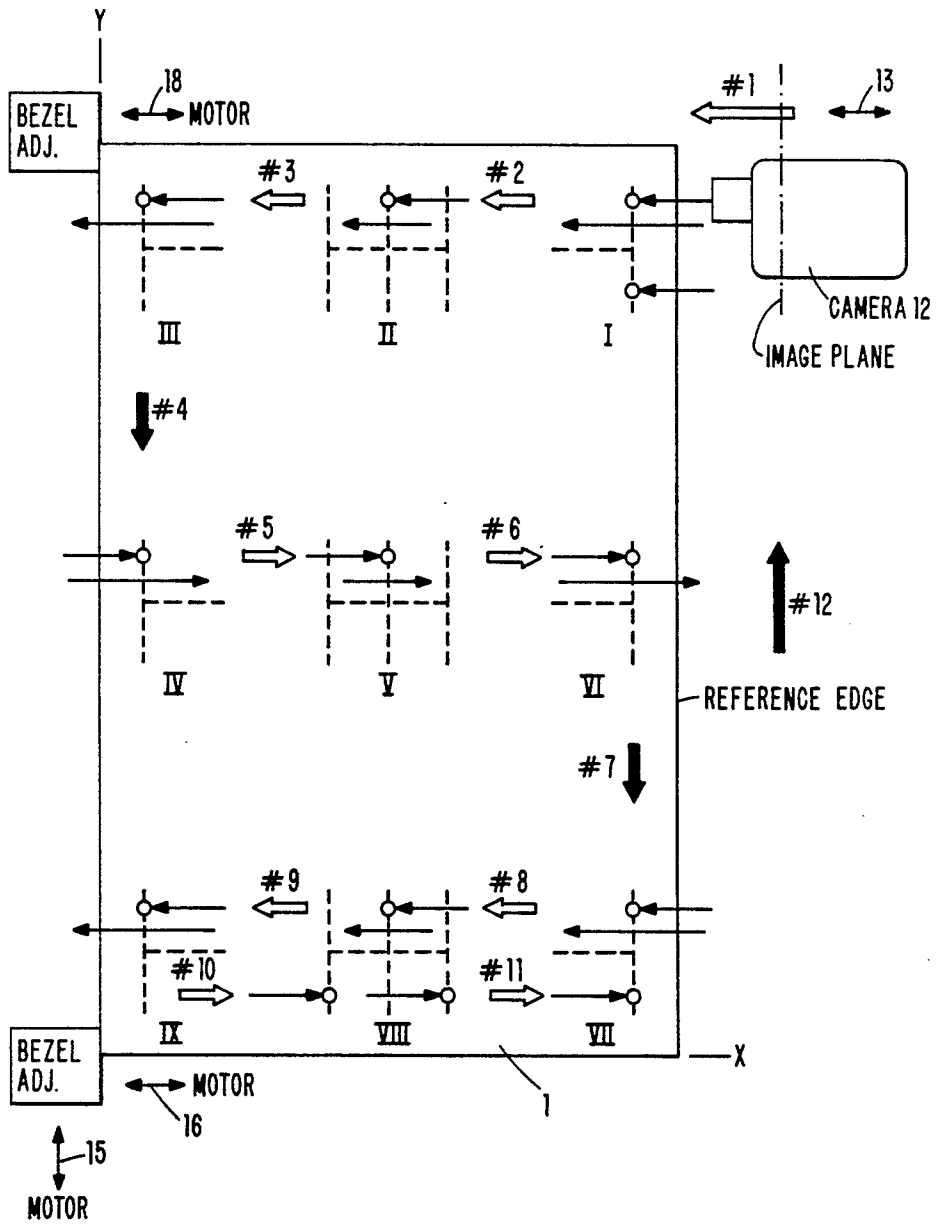 Y
18
MOTOR
BEZEL
ADJ.
#1
13
#3
#2
CAMERA 12
IMAGE PLANE
III
II
I
#4
#5
#6
#12
IV
V
VI
REFERENCE EDGE
#7
#9
#8
#10
#11
IX
VIII
VII
X
BEZEL
ADJ.
MOTOR
16
1
15
MOTOR